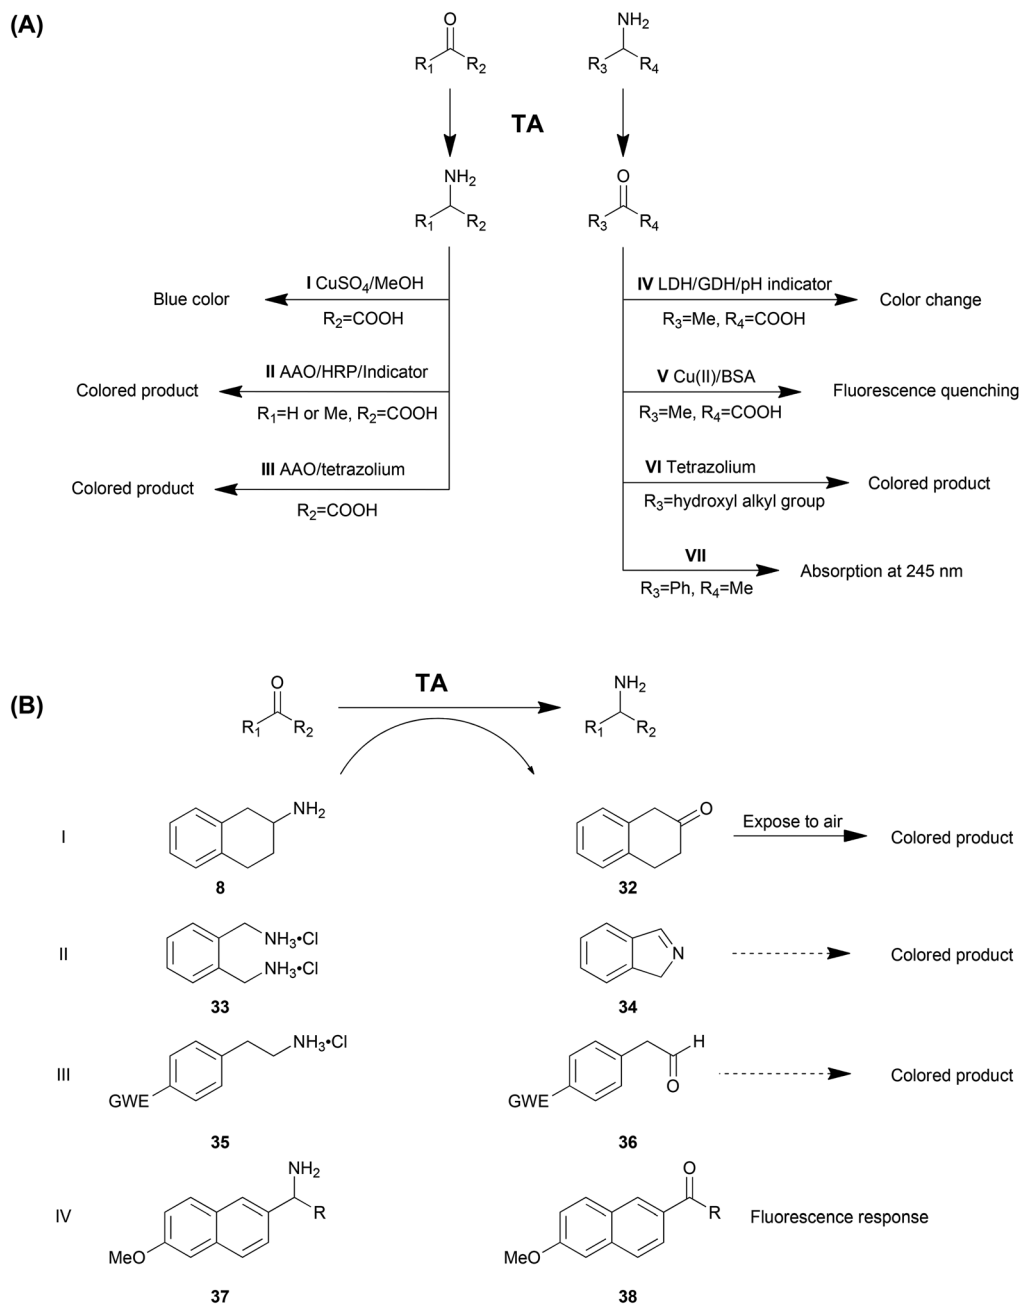 (A)
O
R1 R2
NH2
R3 R4
TA
NH2
R1 R2
O
R3 R4
I CuSO4/MeOH
Blue color
R2=COOH
II AAO/HRP/Indicator
Colored product
R1=H or Me, R2=COOH
III AAO/tetrazolium
Colored product
R2=COOH
IV LDH/GDH/pH indicator
Color change
R3=Me, R4=COOH
V Cu(II)/BSA
Fluorescence quenching
R3=Me, R4=COOH
VI Tetrazolium
Colored product
R3=hydroxyl alkyl group
VII
Absorption at 245 nm
R3=Ph, R4=Me
(B)
O
R1 R2
TA
NH2
R1 R2
I
NH2
8
O
32
Expose to air
Colored product
II
NH3•Cl
NH3•Cl
33
N
34
Colored product
III
NH3•Cl
GWE
35
H
O
GWE
36
Colored product
IV
NH2
R
MeO
37
O
R
MeO
38
Fluorescence response